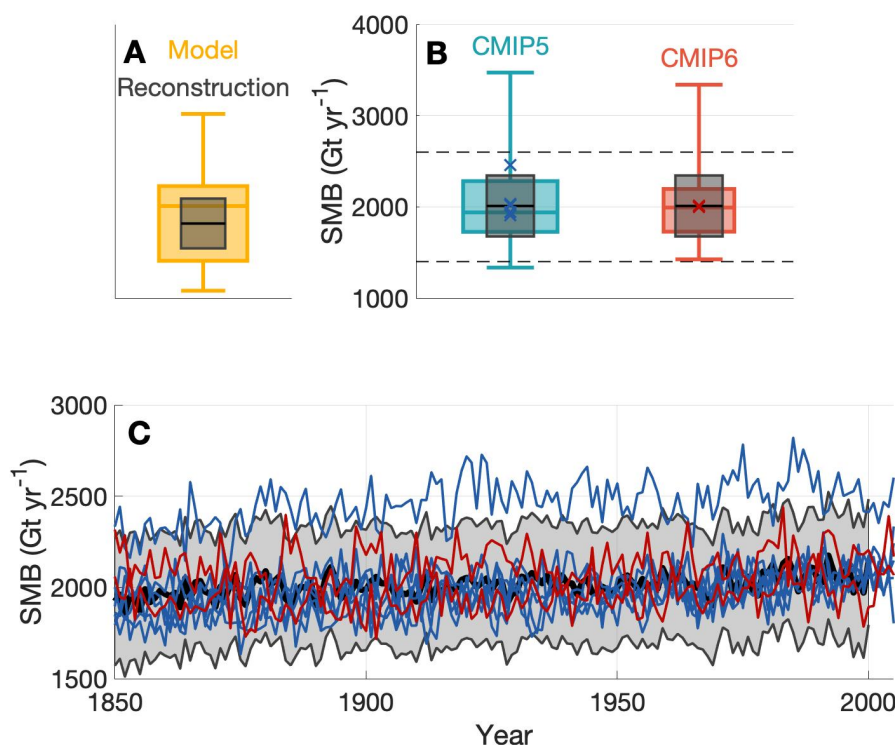 A
Model
Reconstruction
B
CMIP5
CMIP6
SMB (Gt yr-1)
4000
3000
2000
1000
C
SMB (Gt yr-1)
3000
2500
2000
1500
1850
1900
1950
2000
Year